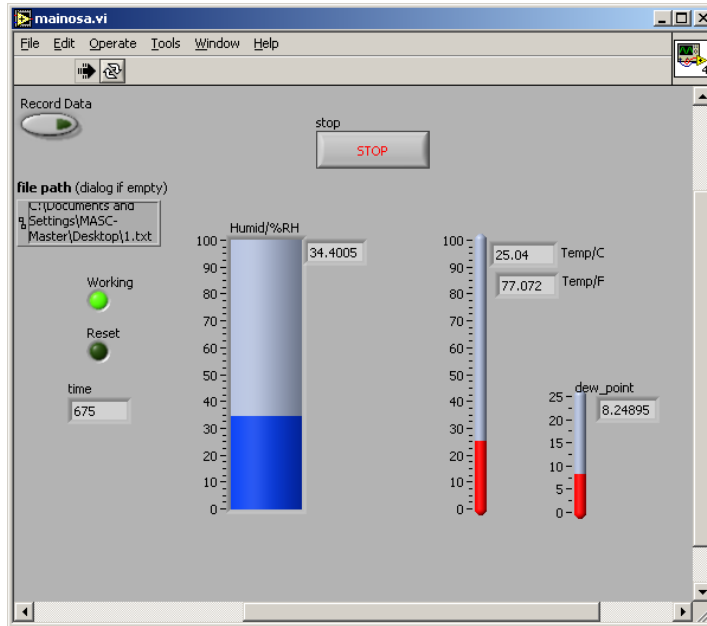 mainosa.vi
File Edit Operate Tools Window Help
4
Record Data
stop
STOP
file path (dialog if empty)
C:\Documents and
Settings\MASC-
Master\Desktop\1.txt
Working
Reset
time
675
Humid/%RH
34.4005
100
90
80
70
60
50
40
30
20
10
0
100
90
80
70
60
50
40
30
20
10
0
25.04 Temp/C
77.072 Temp/F
dew_point
8.24895
25
20
15
10
5
0